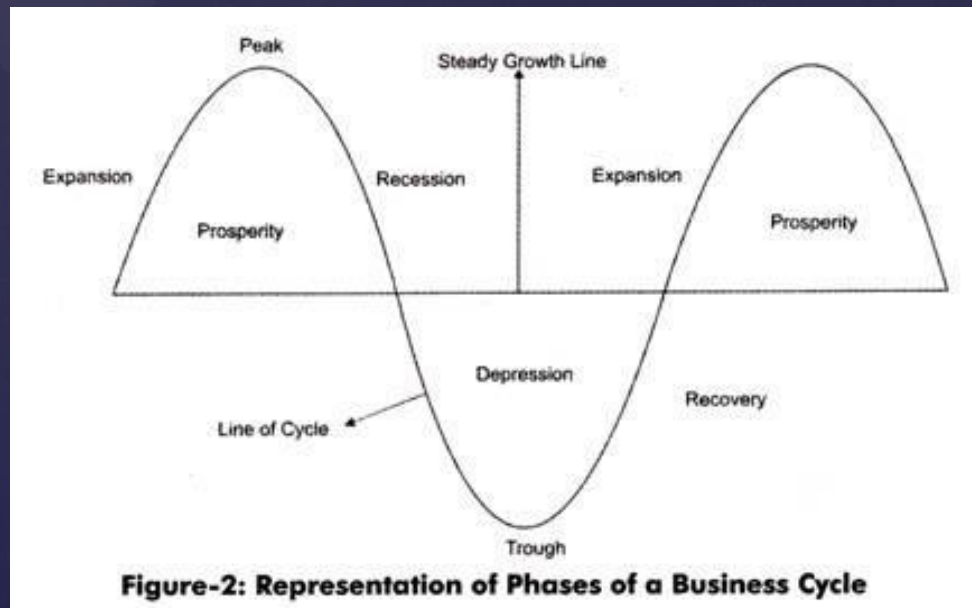 Peak
Steady Growth Line
Expansion
Recession
Expansion
Prosperity
Prosperity
Depression
Recovery
Line of Cycle
Trough
Figure-2: Representation of Phases of a Business Cycle